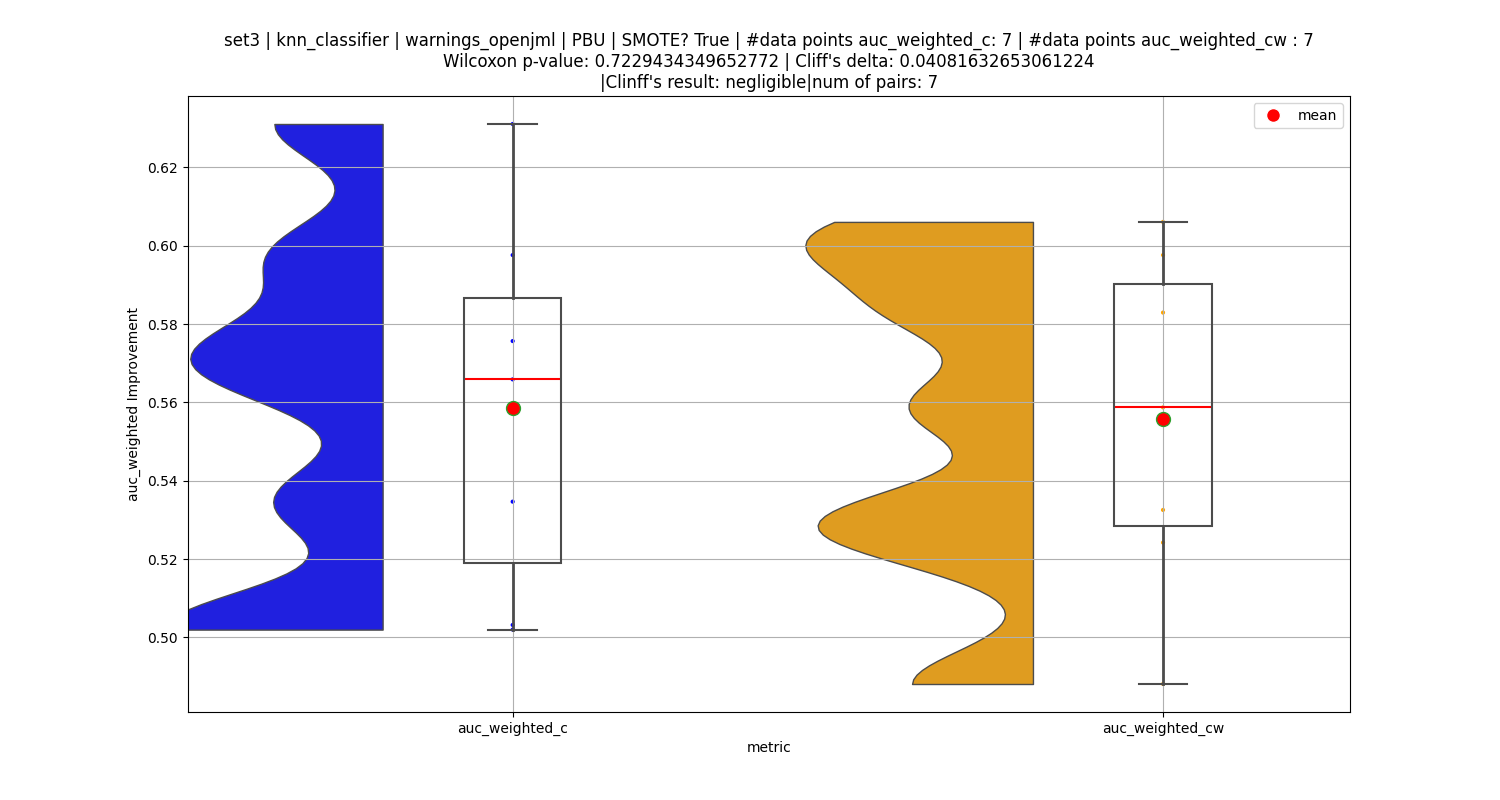 set3 | knn_classifier | warnings_openjml | PBU | SMOTE? True | #data points auc_weighted_c: 7 | #data points auc_weighted_cw : 7
Wilcoxon p-value: 0.7229434349652772 | Cliff's delta: 0.04081632653061224
|Clinff's result: negligible|num of pairs: 7
mean
0.62
0.60
0.58
0.56
0.54
0.52
0.50
auc_weighted Improvement
auc_weighted_c
auc_weighted_cw
metric